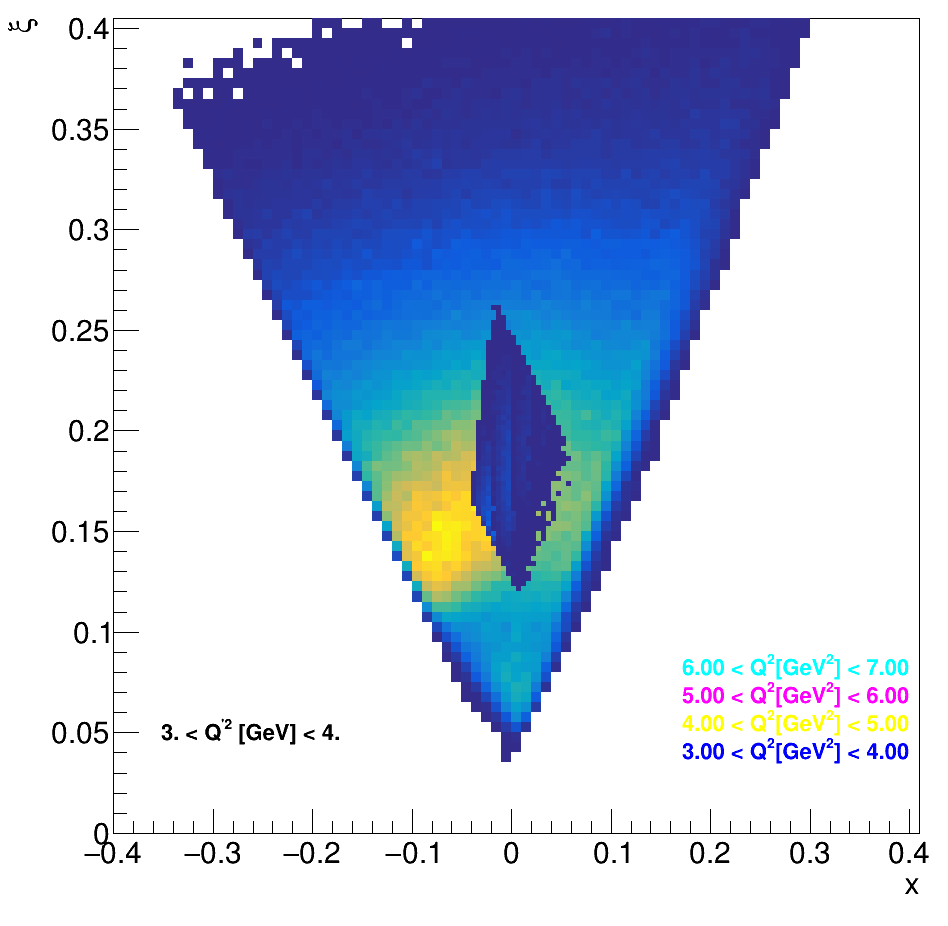 ξ
0.4
0.35
0.3
0.25
0.2
0.15
0.1
0.05
0
6.00 < Q²[GeV²] < 7.00
5.00 < Q²[GeV²] < 6.00
4.00 < Q²[GeV²] < 5.00
3.00 < Q²[GeV²] < 4.00
3. < Q'² [GeV] < 4.
−0.4 −0.3 −0.2 −0.1 0 0.1 0.2 0.3 0.4
x